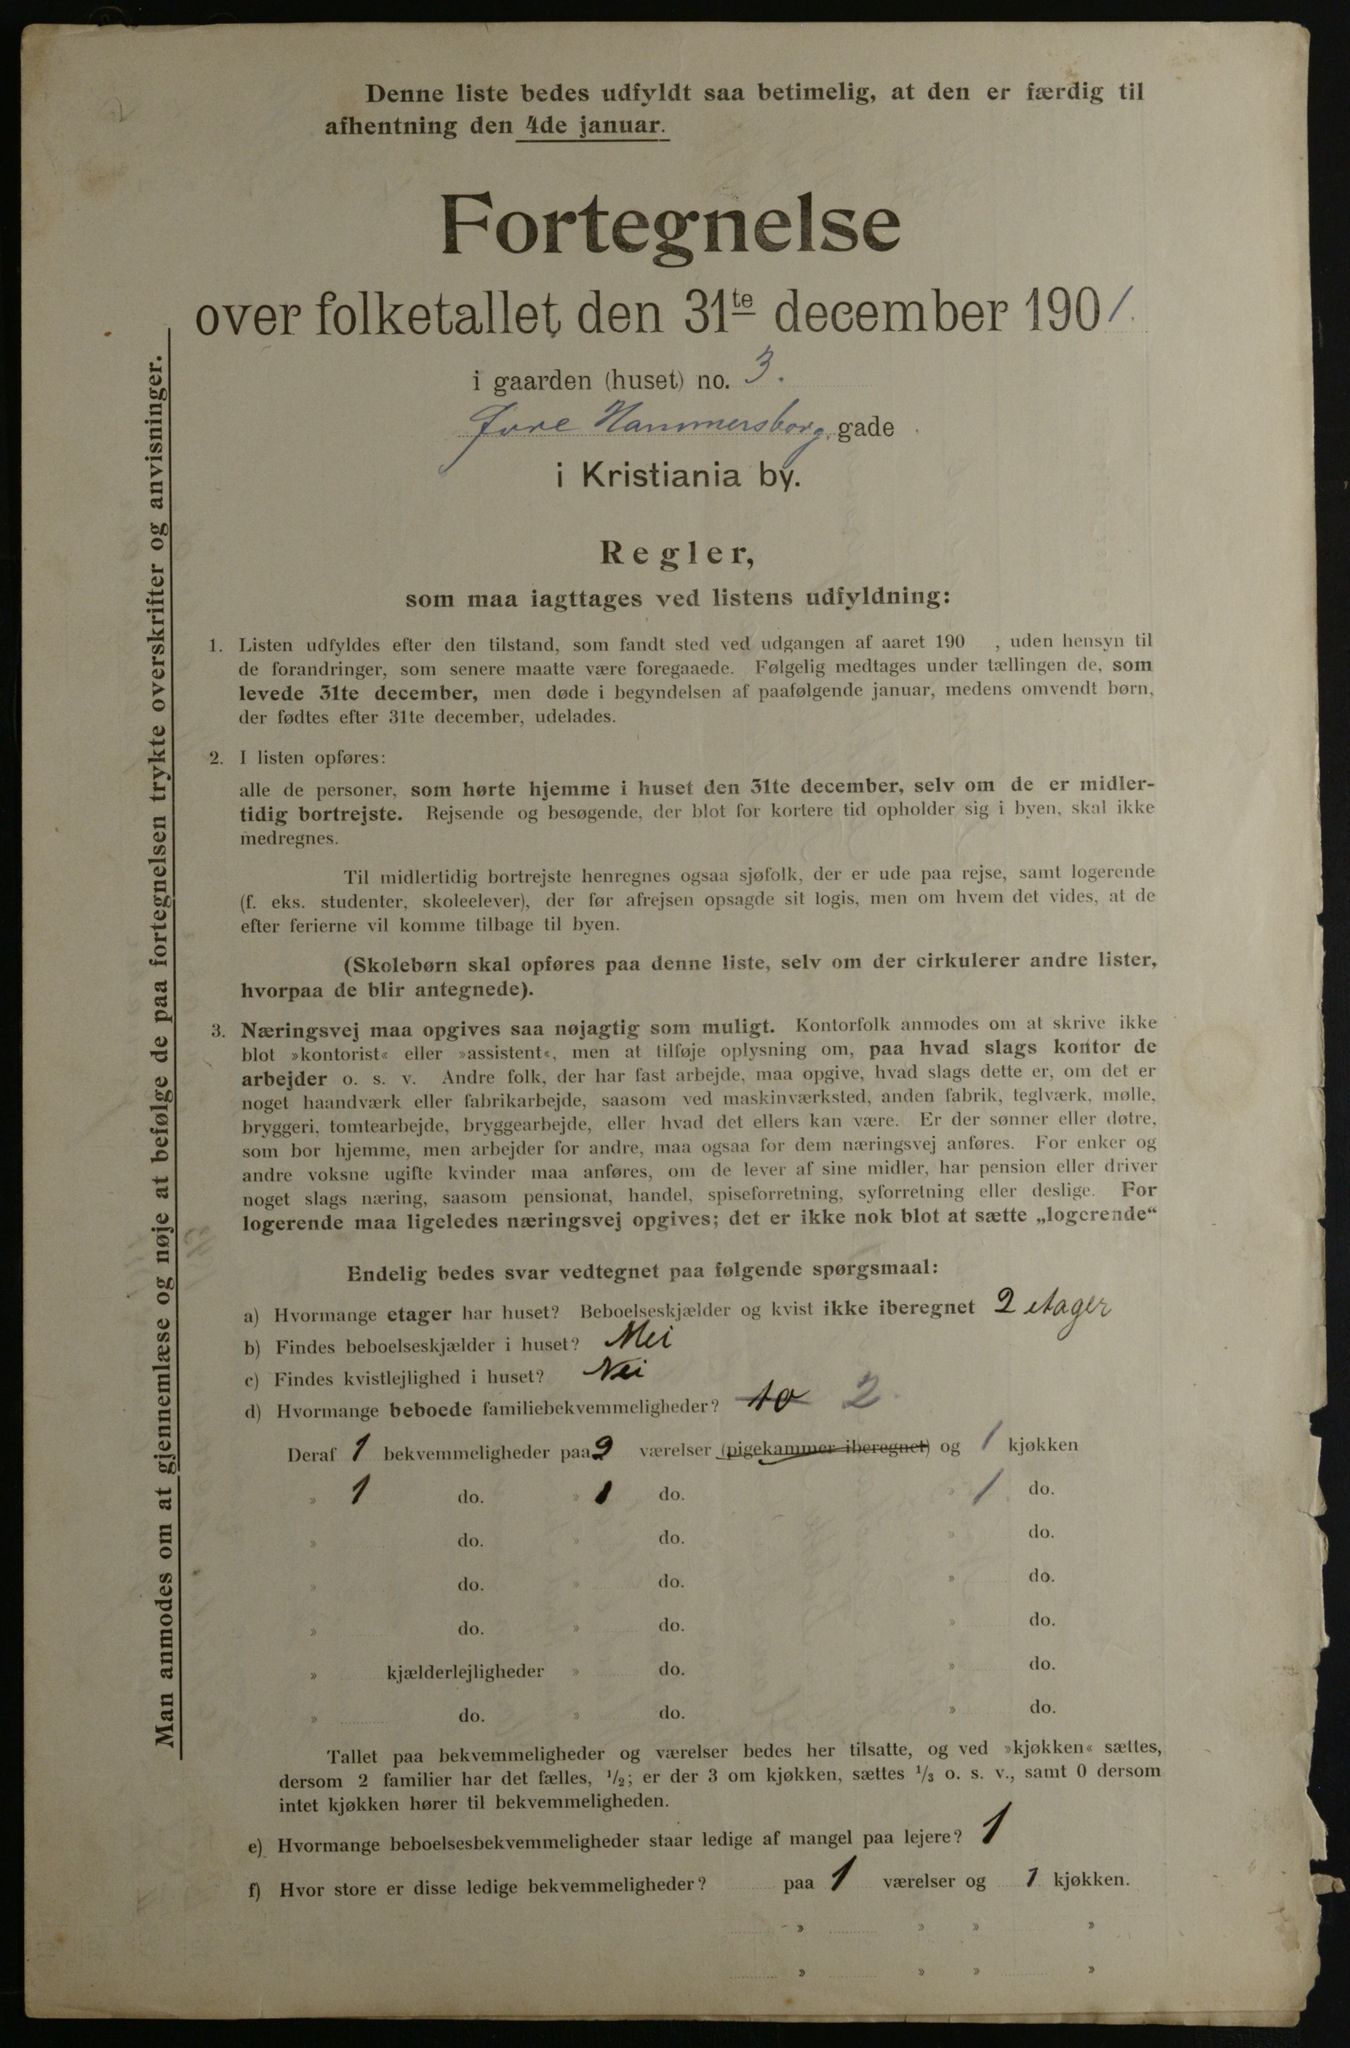 Denne liste bedes udfyldt saa betimelig, at den er færdig til
afhentning den 4de januar.
Fortegnelse
over folketallet den 31te december 1901.
i gaarden (huset) no. 3.
Øvre Hammersborg gade
i Kristiania by.
Regler,
som maa iagttages ved listens udfyldning:
1. Listen udfyldes efter den tilstand, som fandt sted ved udgangen af aaret 190 , uden hensyn til
de forandringer, som senere maatte være foregaaede. Følgelig medtages under tællingen de, som
levede 31te december, men døde i begyndelsen af paafølgende januar, medens omvendt børn,
der fødtes efter 31te december, udelades.
2. I listen opføres:
alle de personer, som hørte hjemme i huset den 31te december, selv om de er midler-
tidig bortrejste. Rejsende og besøgende, der blot for kortere tid opholder sig i byen, skal ikke
medregnes.
Til midlertidig bortrejste henregnes ogsaa sjøfolk, der er ude paa rejse, samt logerende
(f. eks. studenter, skoleelever), der før afrejsen opsagde sit logis, men om hvem det vides, at de
efter ferierne vil komme tilbage til byen.
(Skolebørn skal opføres paa denne liste, selv om der cirkulerer andre lister,
hvorpaa de blir antegnede).
3. Næringsvej maa opgives saa nøjagtig som muligt. Kontorfolk anmodes om at skrive ikke
blot »kontorist« eller »assistent«, men at tilføje oplysning om, paa hvad slags kontor de
arbejder o. s. v. Andre folk, der har fast arbejde, maa opgive, hvad slags dette er, om det er
noget haandværk eller fabrikarbejde, saasom ved maskinværksted, anden fabrik, teglværk, mølle,
bryggeri, tomtearbejde, bryggearbejde, eller hvad det ellers kan være. Er der sønner eller døtre,
som bor hjemme, men arbejder for andre, maa ogsaa for dem næringsvej anføres. For enker og
andre voksne ugifte kvinder maa anføres, om de lever af sine midler, har pension eller driver
noget slags næring, saasom pensionat, handel, spiseforretning, syforretning eller deslige. For
logerende maa ligeledes næringsvej opgives; det er ikke nok blot at sætte „logerende“
Endelig bedes svar vedtegnet paa følgende spørgsmaal:
a) Hvormange etager har huset? Beboelseskjælder og kvist ikke iberegnet 2 etager
b) Findes beboelseskjælder i huset? Nei
c) Findes kvistlejlighed i huset? Nei
d) Hvormange beboede familiebekvemmeligheder? to 2.
Deraf 1 bekvemmeligheder paa 2 værelser (pigekammer iberegnet) og 1 kjøkken
» 1 do. » 1 do. » 1 do.
» do. » do. » do.
» do. » do. » do.
» do. » do. » do.
» kjælderlejligheder » do. » do.
» do. » do. » do.
Tallet paa bekvemmeligheder og værelser bedes her tilsatte, og ved »kjøkken« sættes,
dersom 2 familier har det fælles, 1/2; er der 3 om kjøkken, sættes 1/3 o. s. v., samt 0 dersom
intet kjøkken hører til bekvemmeligheden.
e) Hvormange beboelsesbekvemmeligheder staar ledige af mangel paa lejere? 1
f) Hvor store er disse ledige bekvemmeligheder? paa 1 værelser og 1 kjøkken.
» » » »
» » » »
Man anmodes om at gjennemlæse og nøje at befølge de paa fortegnelsen trykte overskrifter og anvisninger.